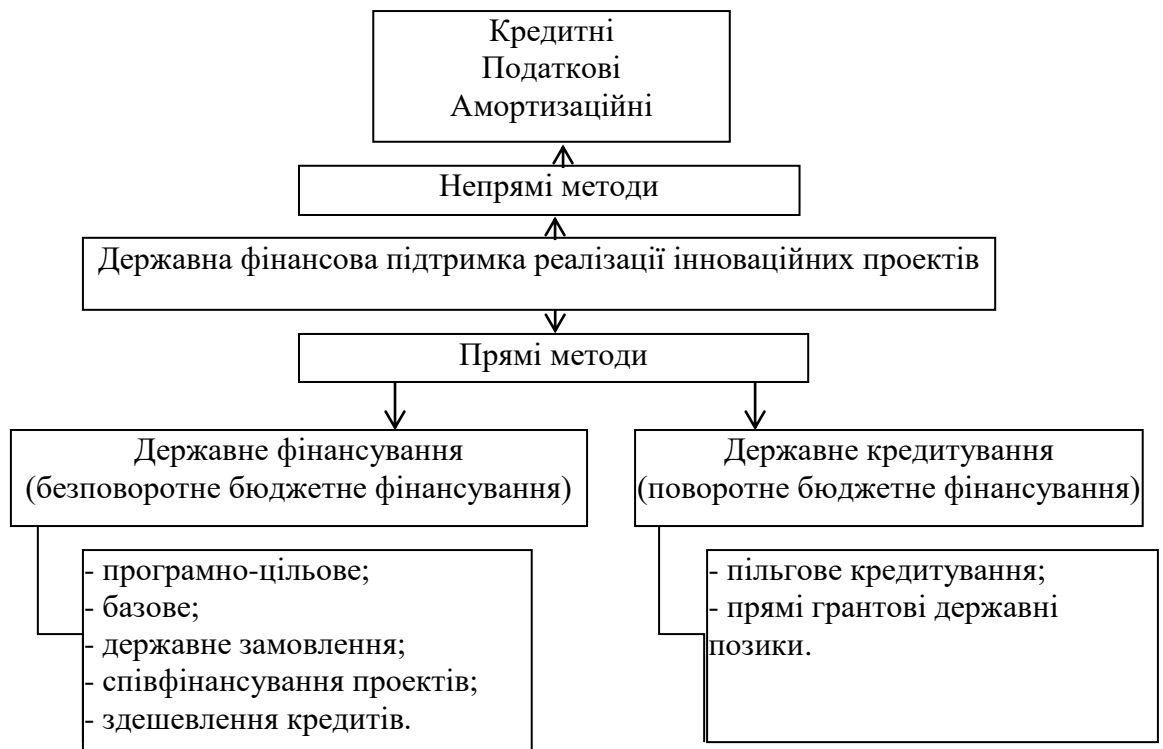 Кредитні
Податкові
Амортизаційні
Непрямі методи
Державна фінансова підтримка реалізації інноваційних проектів
Прямі методи
Державне фінансування
(безповоротне бюджетне фінансування)
Державне кредитування
(поворотне бюджетне фінансування)
- програмно-цільове;
- базове;
- державне замовлення;
- співфінансування проектів;
- здешевлення кредитів.
- пільгове кредитування;
- прямі грантові державні
позики.